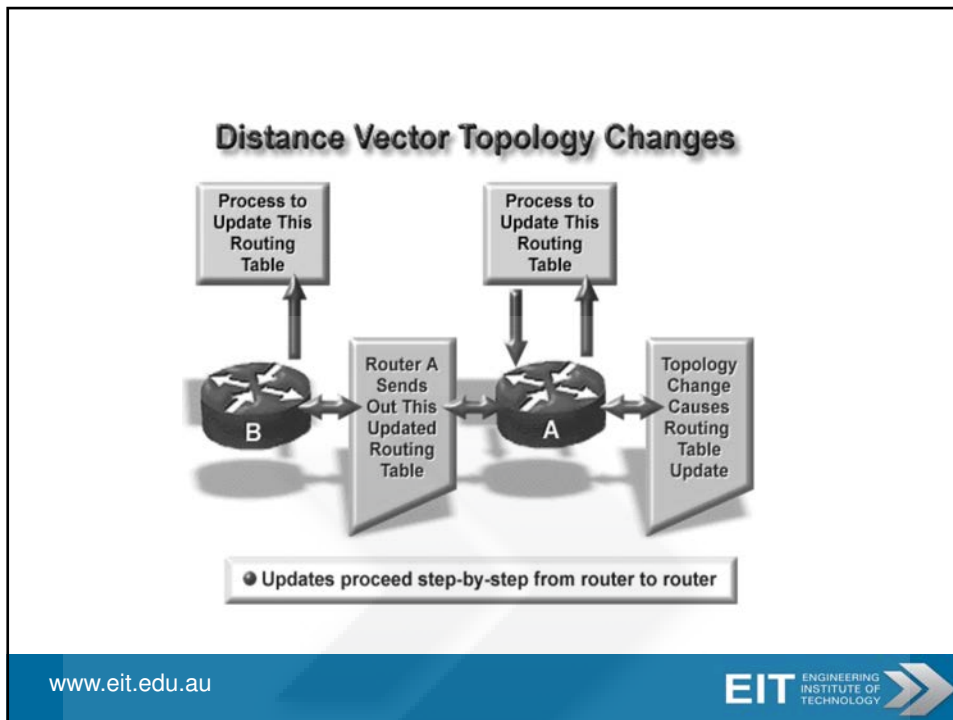 Distance Vector Topology Changes
Process to
Update This
Routing
Table
Process to
Update This
Routing
Table
B
Router A
Sends
Out This
Updated
Routing
Table
A
Topology
Change
Causes
Routing
Table
Update
Updates proceed step-by-step from router to router
www.eit.edu.au
EIT
ENGINEERING
INSTITUTE OF
TECHNOLOGY